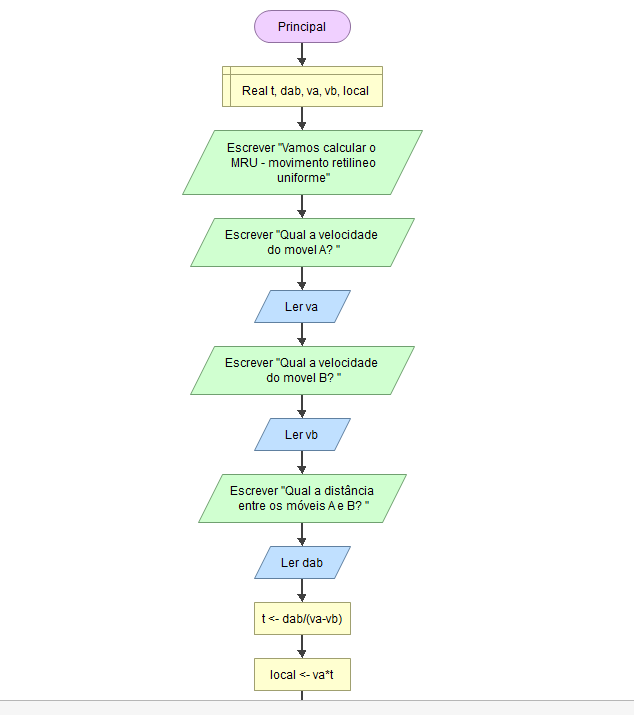 Principal
Real t, dab, va, vb, local
Escrever "Vamos calcular o
MRU - movimento retilineo
uniforme"
Escrever "Qual a velocidade
do movel A? "
Ler va
Escrever "Qual a velocidade
do movel B? "
Ler vb
Escrever "Qual a distância
entre os móveis A e B? "
Ler dab
t <- dab/(va-vb)
local <- va*t